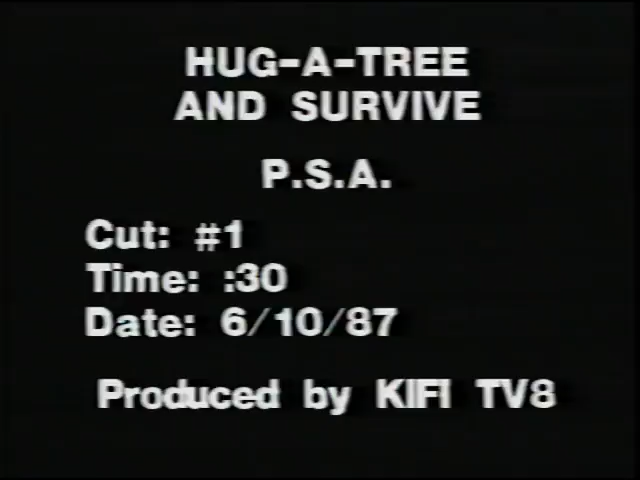 HUG-A-TREE
AND SURVIVE
P.S.A.
Cut: #1
Time: :30
Date: 6/10/87
Produced by KIFI TV8